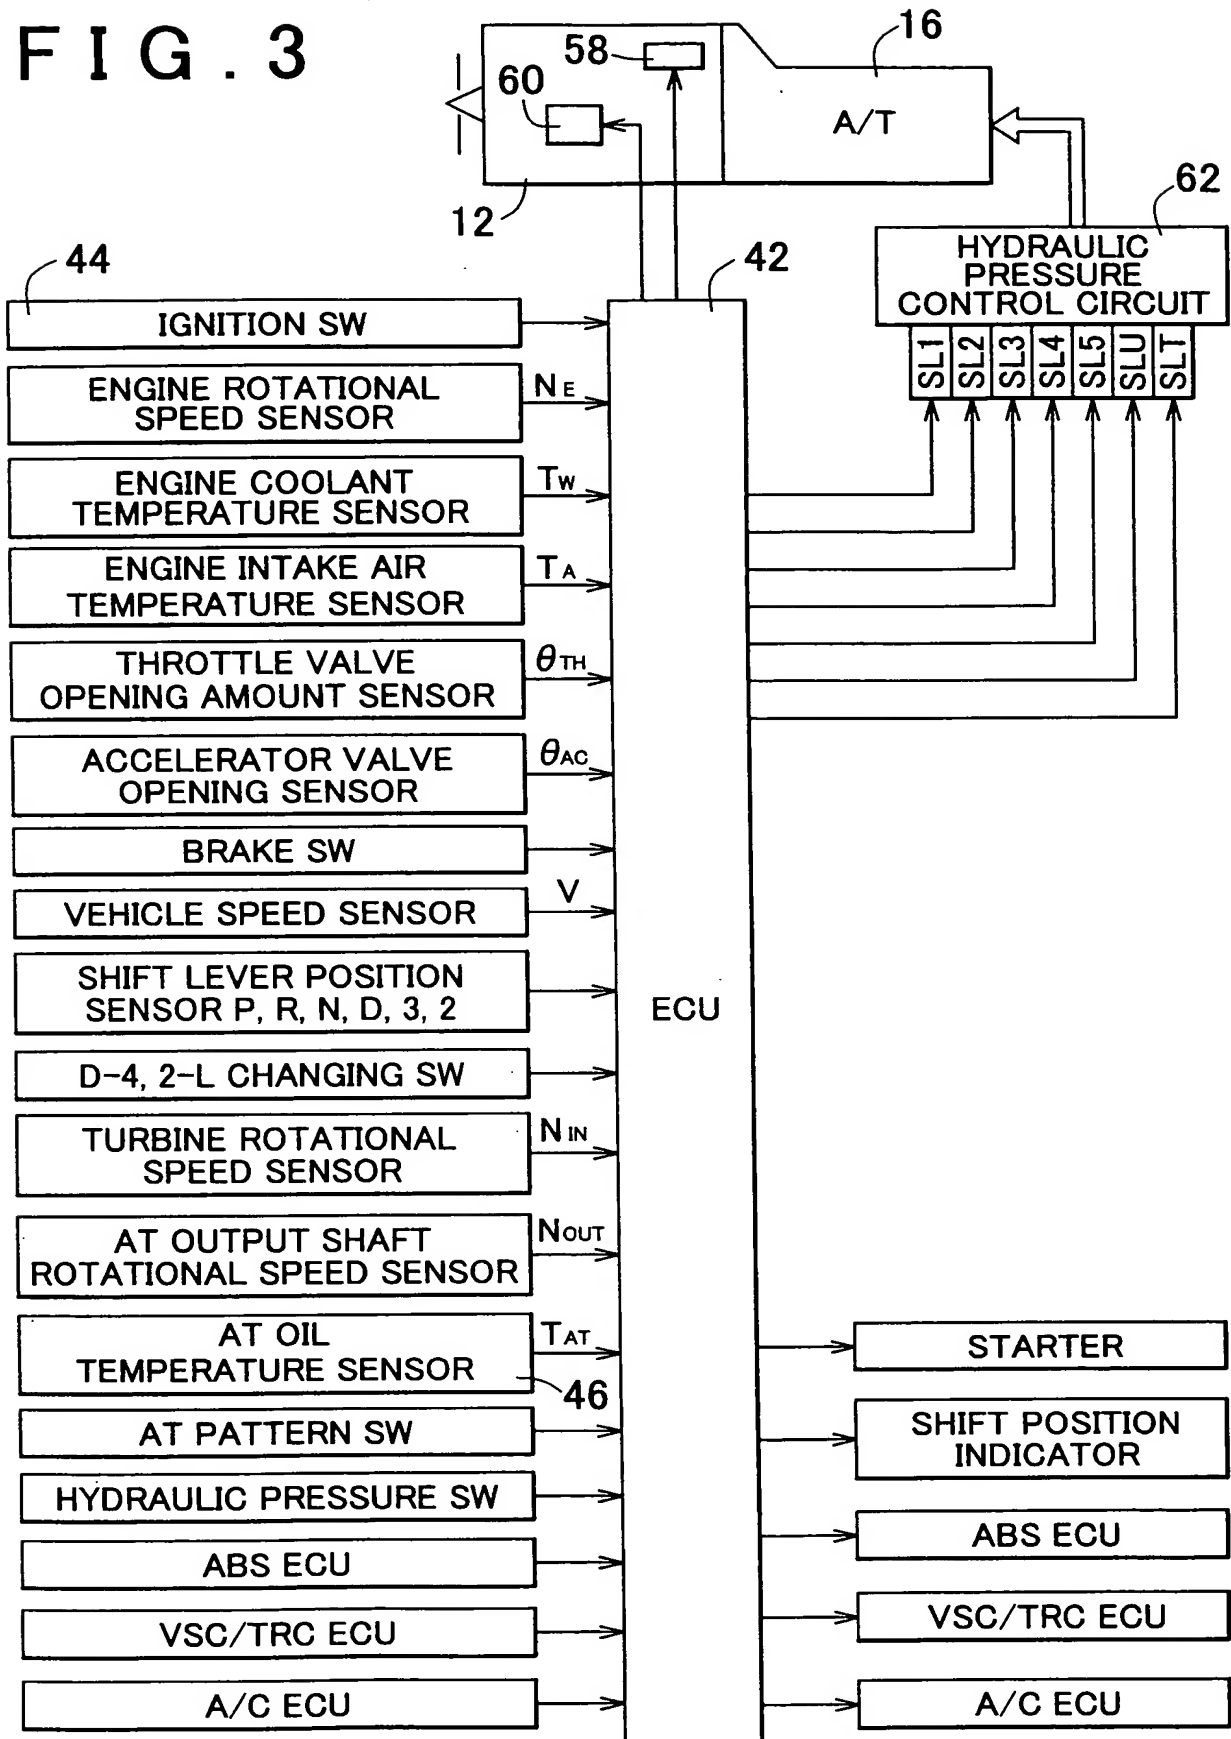 FIG. 3
58
16
60
A/T
12
62
44
42
HYDRAULIC
PRESSURE
CONTROL CIRCUIT
SL1
SL2
SL3
SL4
SL5
SLU
SLT
IGNITION SW
ENGINE ROTATIONAL
SPEED SENSOR
NE
ENGINE COOLANT
TEMPERATURE SENSOR
TW
ENGINE INTAKE AIR
TEMPERATURE SENSOR
TA
THROTTLE VALVE
OPENING AMOUNT SENSOR
θTH
ACCELERATOR VALVE
OPENING SENSOR
θAC
BRAKE SW
VEHICLE SPEED SENSOR
V
SHIFT LEVER POSITION
SENSOR P, R, N, D, 3, 2
ECU
D-4, 2-L CHANGING SW
TURBINE ROTATIONAL
SPEED SENSOR
NIN
AT OUTPUT SHAFT
ROTATIONAL SPEED SENSOR
NOUT
AT OIL
TEMPERATURE SENSOR
TAT
46
AT PATTERN SW
HYDRAULIC PRESSURE SW
ABS ECU
VSC/TRC ECU
A/C ECU
STARTER
SHIFT POSITION
INDICATOR
ABS ECU
VSC/TRC ECU
A/C ECU